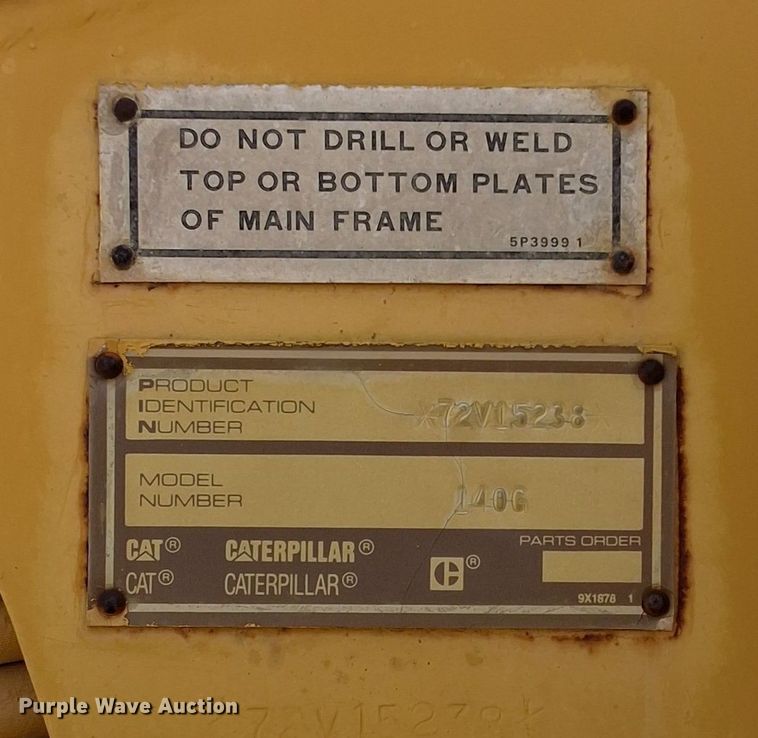 DO NOT DRILL OR WELD
TOP OR BOTTOM PLATES
OF MAIN FRAME
5P3999 1
PRODUCT
IDENTIFICATION
NUMBER
X72V15238X
MODEL
NUMBER
140G
PARTS ORDER
CAT® CATERPILLAR® C®
CAT® CATERPILLAR®
9X1878 1
Purple Wave Auction